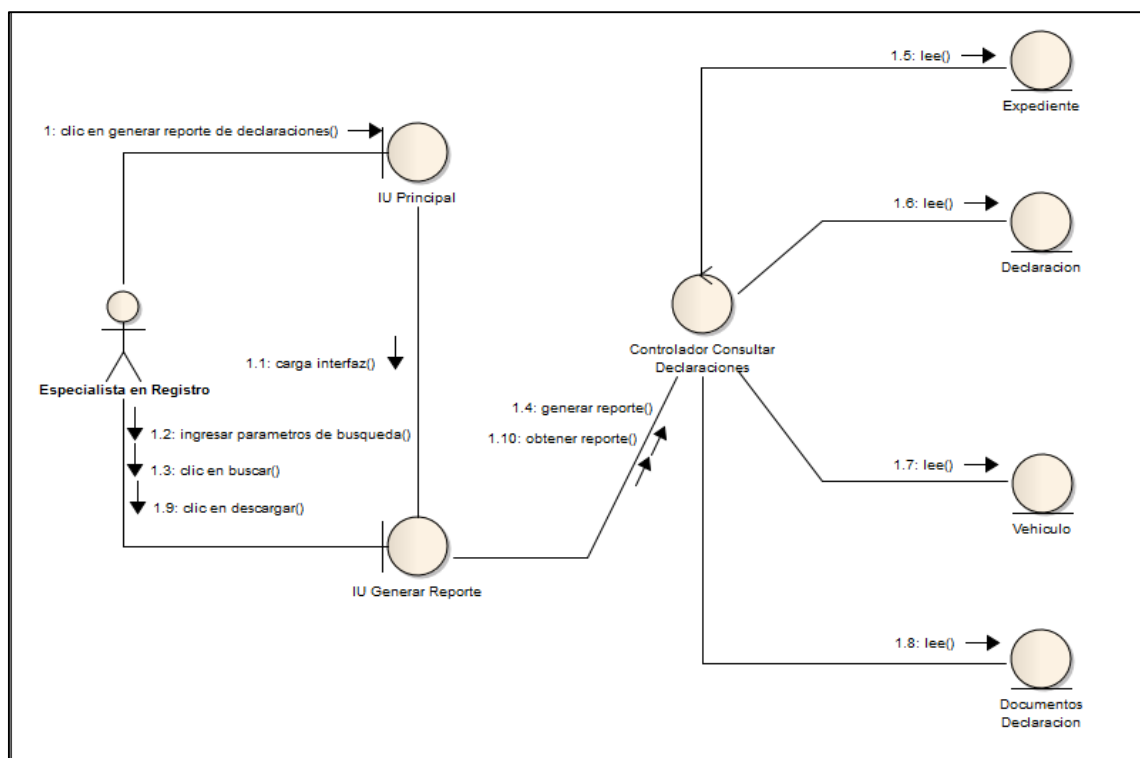 1.5: lee()
Expediente
1: clic en generar reporte de declaraciones()
IU Principal
1.6: lee()
Declaracion
Controlador Consultar
Declaraciones
1.1: carga interfaz()
Especialista en Registro
1.2: ingresar parametros de busqueda()
1.3: clic en buscar()
1.9: clic en descargar()
1.4: generar reporte()
1.10: obtener reporte()
1.7: lee()
Vehiculo
IU Generar Reporte
1.8: lee()
Documentos
Declaracion